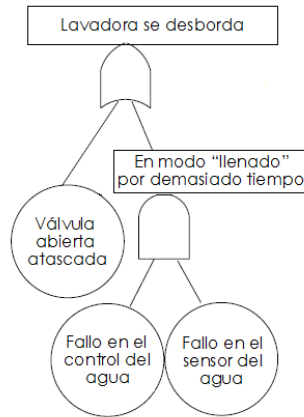 Lavadora se desborda
En modo “llenado”
por demasiado tiempo
Válvula
abierta
atascada
Fallo en el
control del
agua
Fallo en el
sensor del
agua